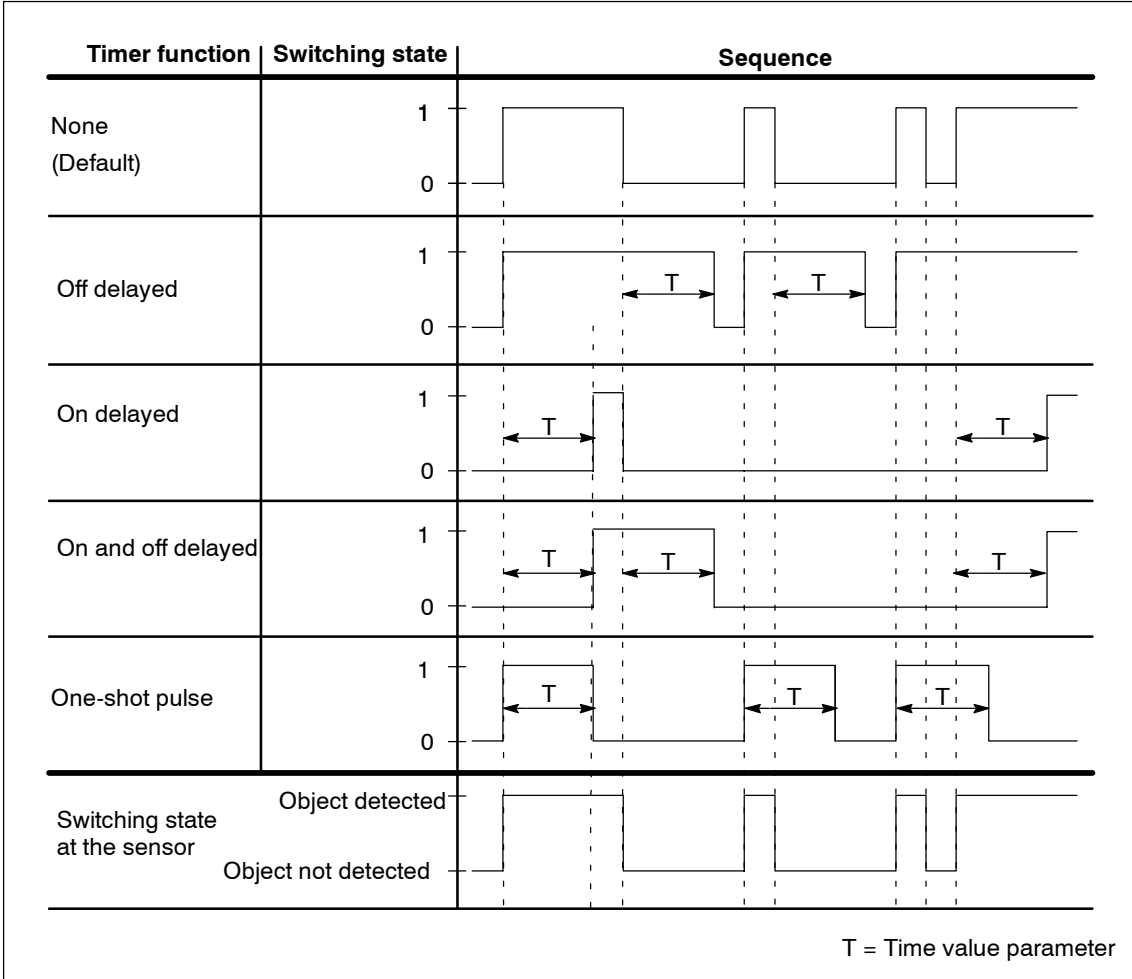 Timer function Switching state Sequence
None
(Default)
1
0
Off delayed
1
T T
0
On delayed
1
T T
0
On and off delayed
1
T T T
0
One-shot pulse
1
T T T
0
Switching state
at the sensor
Object detected
Object not detected
T = Time value parameter